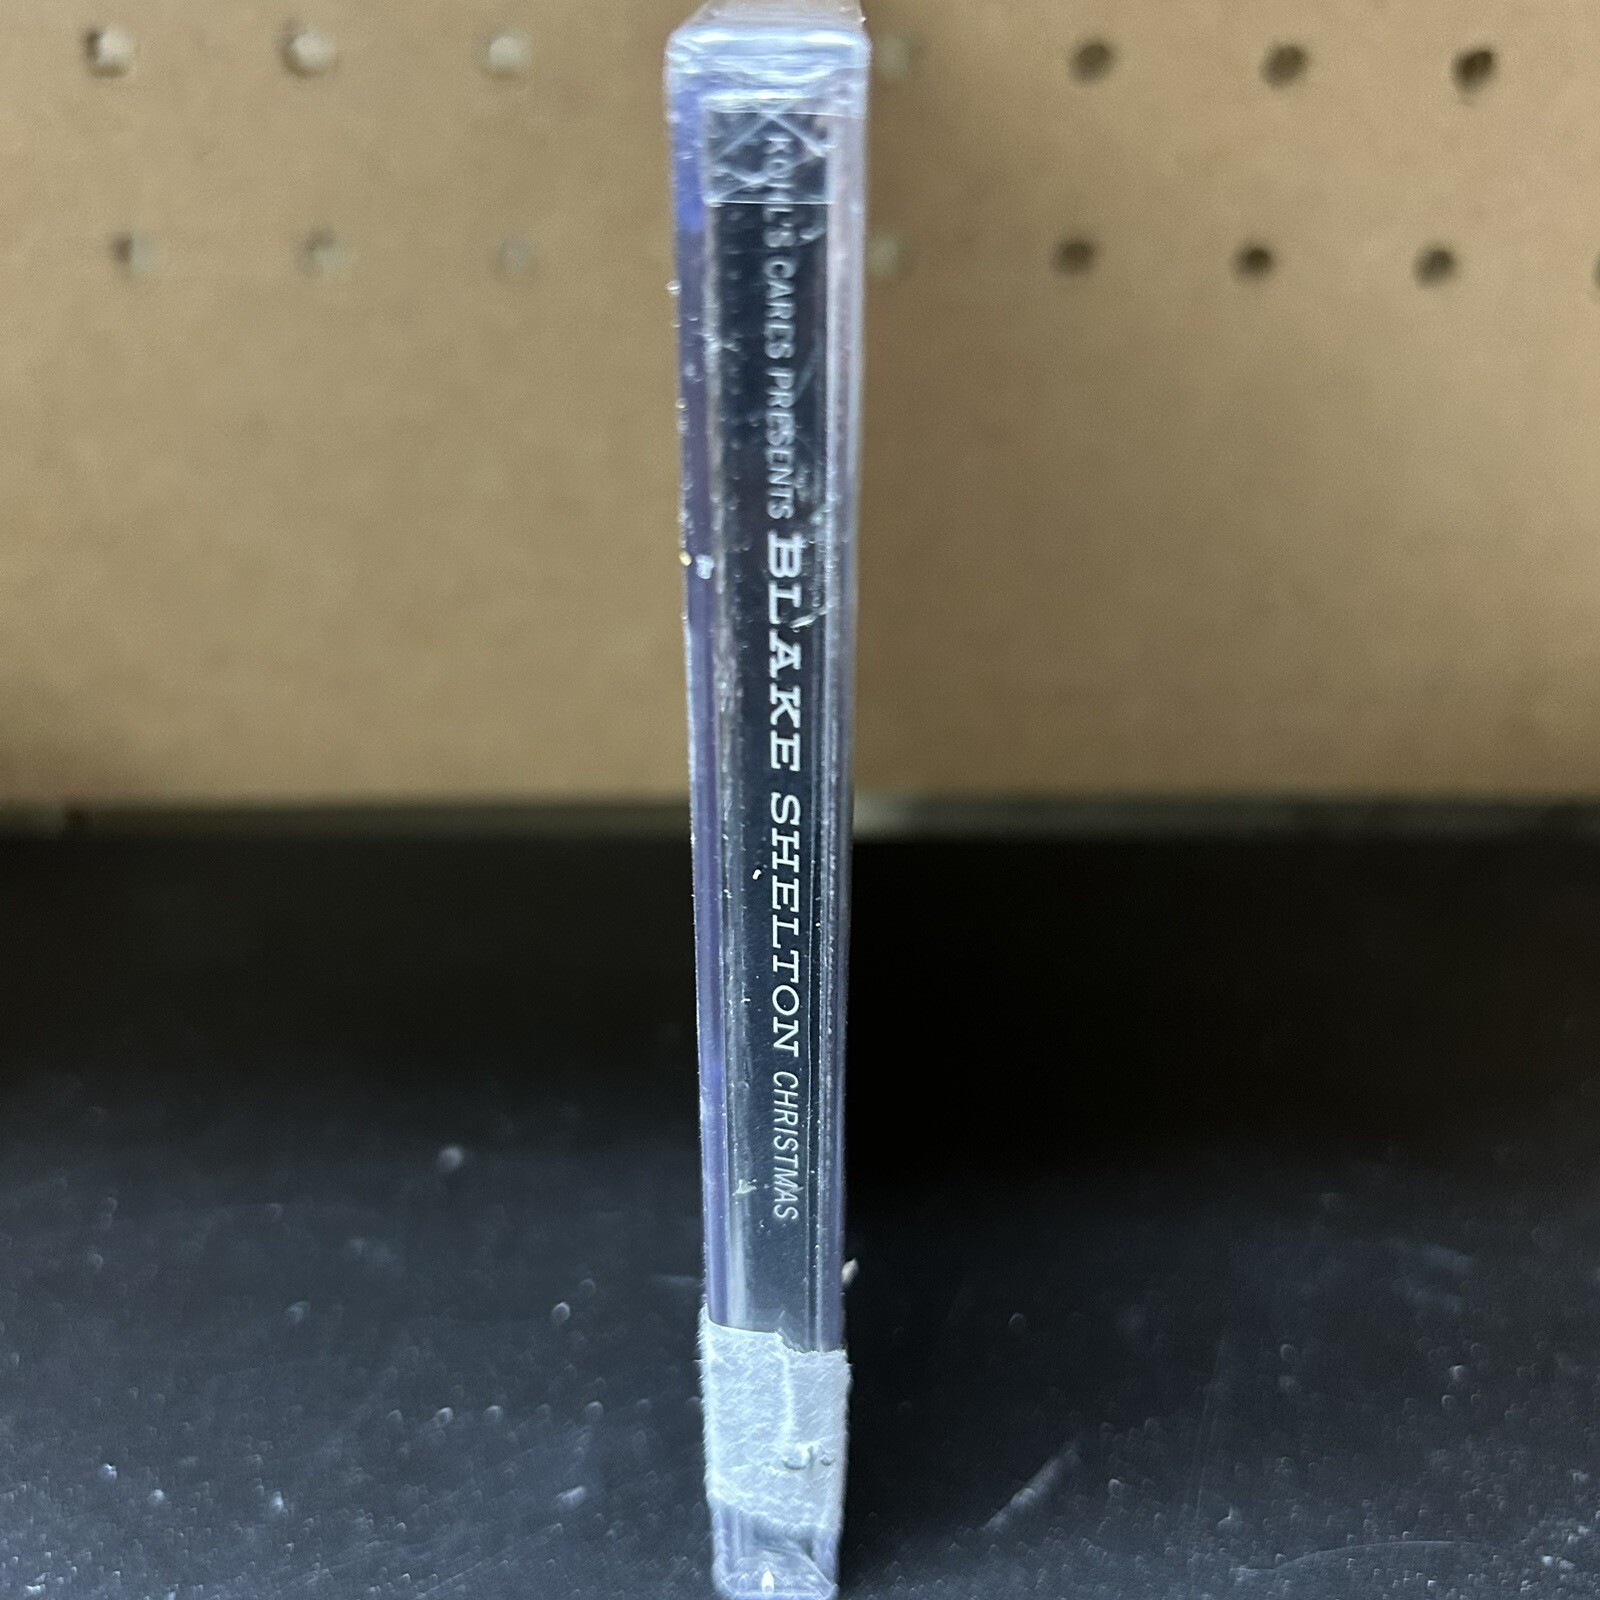 KOHL'S CARES PRESENTS BLAKE SHELTON CHRISTMAS